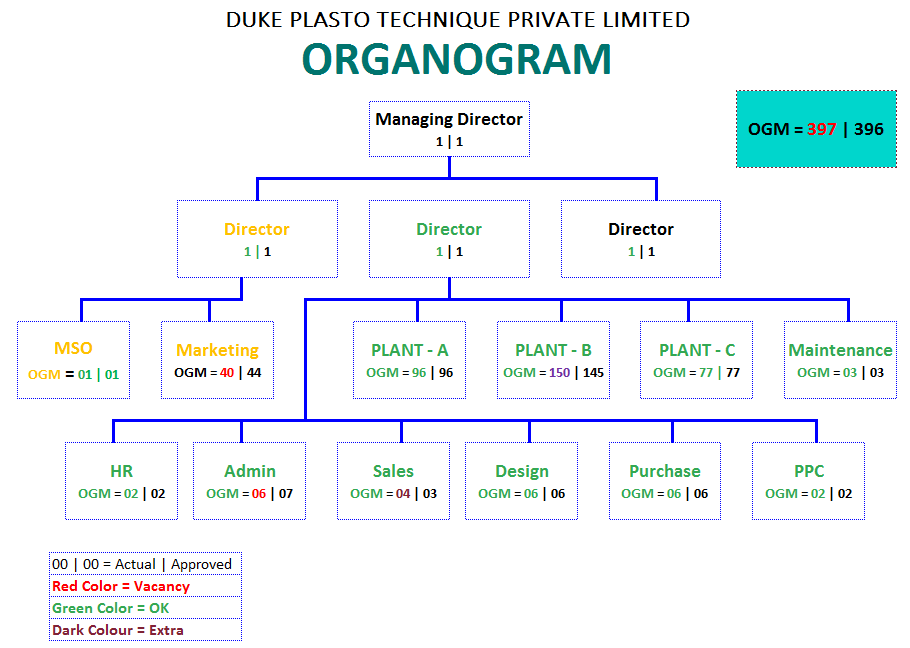 DUKE PLASTO TECHNIQUE PRIVATE LIMITED
ORGANOGRAM
Managing Director
1 | 1
OGM = 397 | 396
Director
1 | 1
Director
1 | 1
Director
1 | 1
MSO
OGM = 01 | 01
Marketing
OGM = 40 | 44
PLANT - A
OGM = 96 | 96
PLANT - B
OGM = 150 | 145
PLANT - C
OGM = 77 | 77
Maintenance
OGM = 03 | 03
HR
OGM = 02 | 02
Admin
OGM = 06 | 07
Sales
OGM = 04 | 03
Design
OGM = 06 | 06
Purchase
OGM = 06 | 06
PPC
OGM = 02 | 02
00 | 00 = Actual | Approved
Red Color = Vacancy
Green Color = OK
Dark Colour = Extra